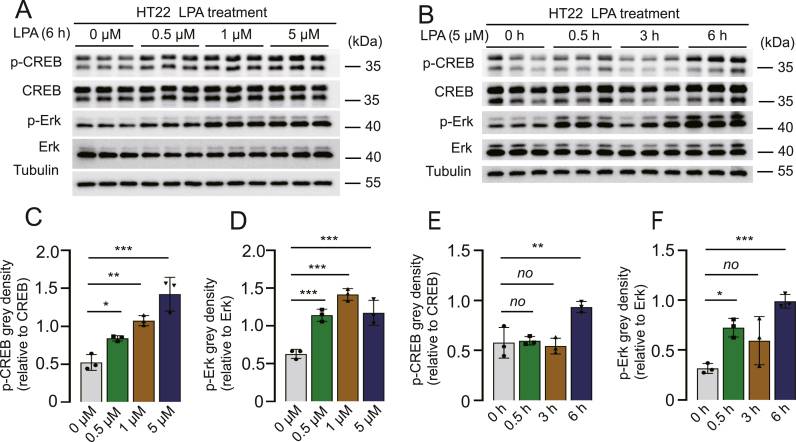 A
HT22 LPA treatment
LPA (6 h) 0 µM 0.5 µM 1 µM 5 µM (kDa)
p-CREB 35
CREB 35
p-Erk 40
Erk 40
Tubulin 55
B
HT22 LPA treatment
LPA (5 µM) 0 h 0.5 h 3 h 6 h (kDa)
p-CREB 35
CREB 35
p-Erk 40
Erk 40
Tubulin 55
C
p-CREB grey density
(relative to CREB)
2.0
1.5
1.0
0.5
0
***
**
*
0 µM 0.5 µM 1 µM 5 µM
D
p-Erk grey density
(relative to Erk)
2.0
1.5
1.0
0.5
0
***
***
***
0 µM 0.5 µM 1 µM 5 µM
E
p-CREB grey density
(relative to CREB)
1.5
1.0
0.5
0
**
no
no
0 h 0.5 h 3 h 6 h
F
p-Erk grey density
(relative to Erk)
1.5
1.0
0.5
0
***
no
*
0 h 0.5 h 3 h 6 h